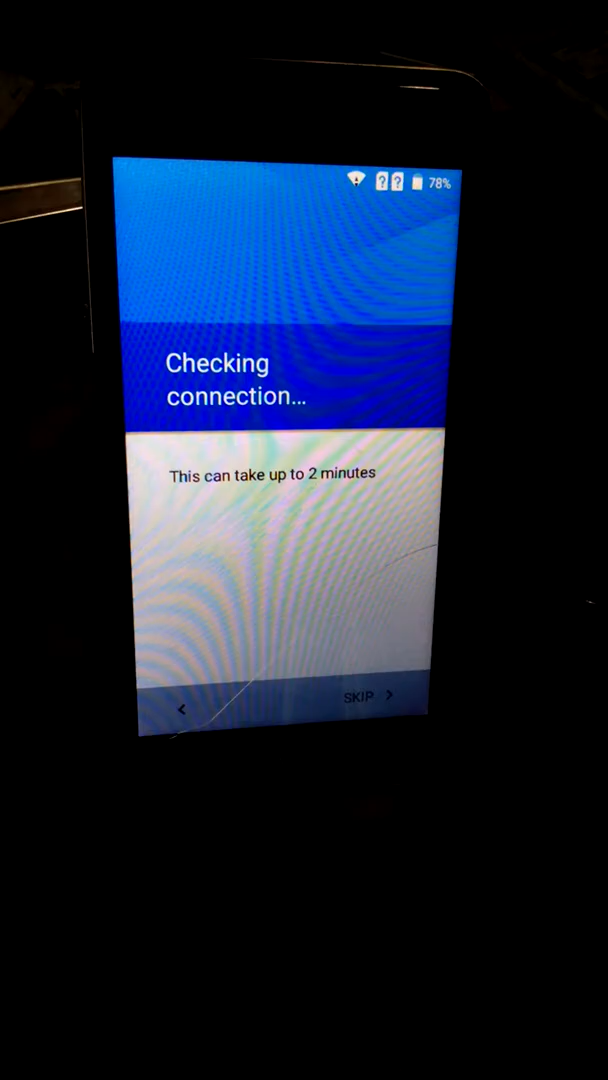 ? ? 78%
Checking
connection...
This can take up to 2 minutes
SKIP